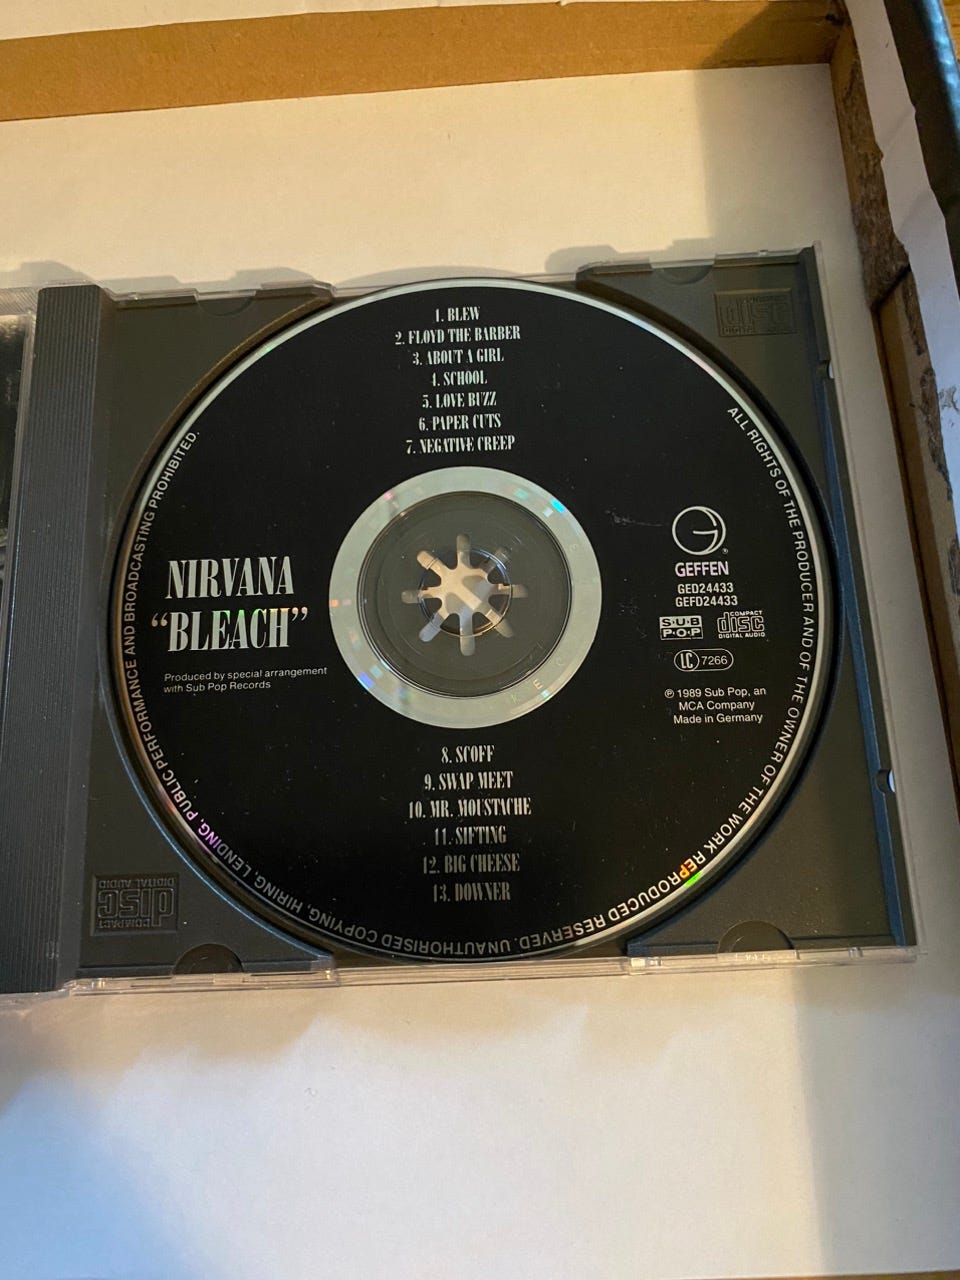 1. BLEW
2. FLOYD THE BARBER
3. ABOUT A GIRL
4. SCHOOL
5. LOVE BUZZ
6. PAPER CUTS
7. NEGATIVE CREEP
NIRVANA
“BLEACH”
Produced by special arrangement
with Sub Pop Records
G
®
GEFFEN
GED24433
GEFD24433
SUB
POP
COMPACT
disc
DIGITAL AUDIO
LC 7266
℗ 1989 Sub Pop, an
MCA Company
Made in Germany
8. SCOFF
9. SWAP MEET
10. MR. MOUSTACHE
11. SIFTING
12. BIG CHEESE
13. DOWNER
ALL RIGHTS OF THE PRODUCER AND OF THE OWNER OF THE WORK REPRODUCED RESERVED. UNAUTHORISED COPYING, HIRING, LENDING, PUBLIC PERFORMANCE AND BROADCASTING PROHIBITED.
COMPACT
disc
DIGITAL AUDIO
COMPACT
disc
DIGITAL AUDIO